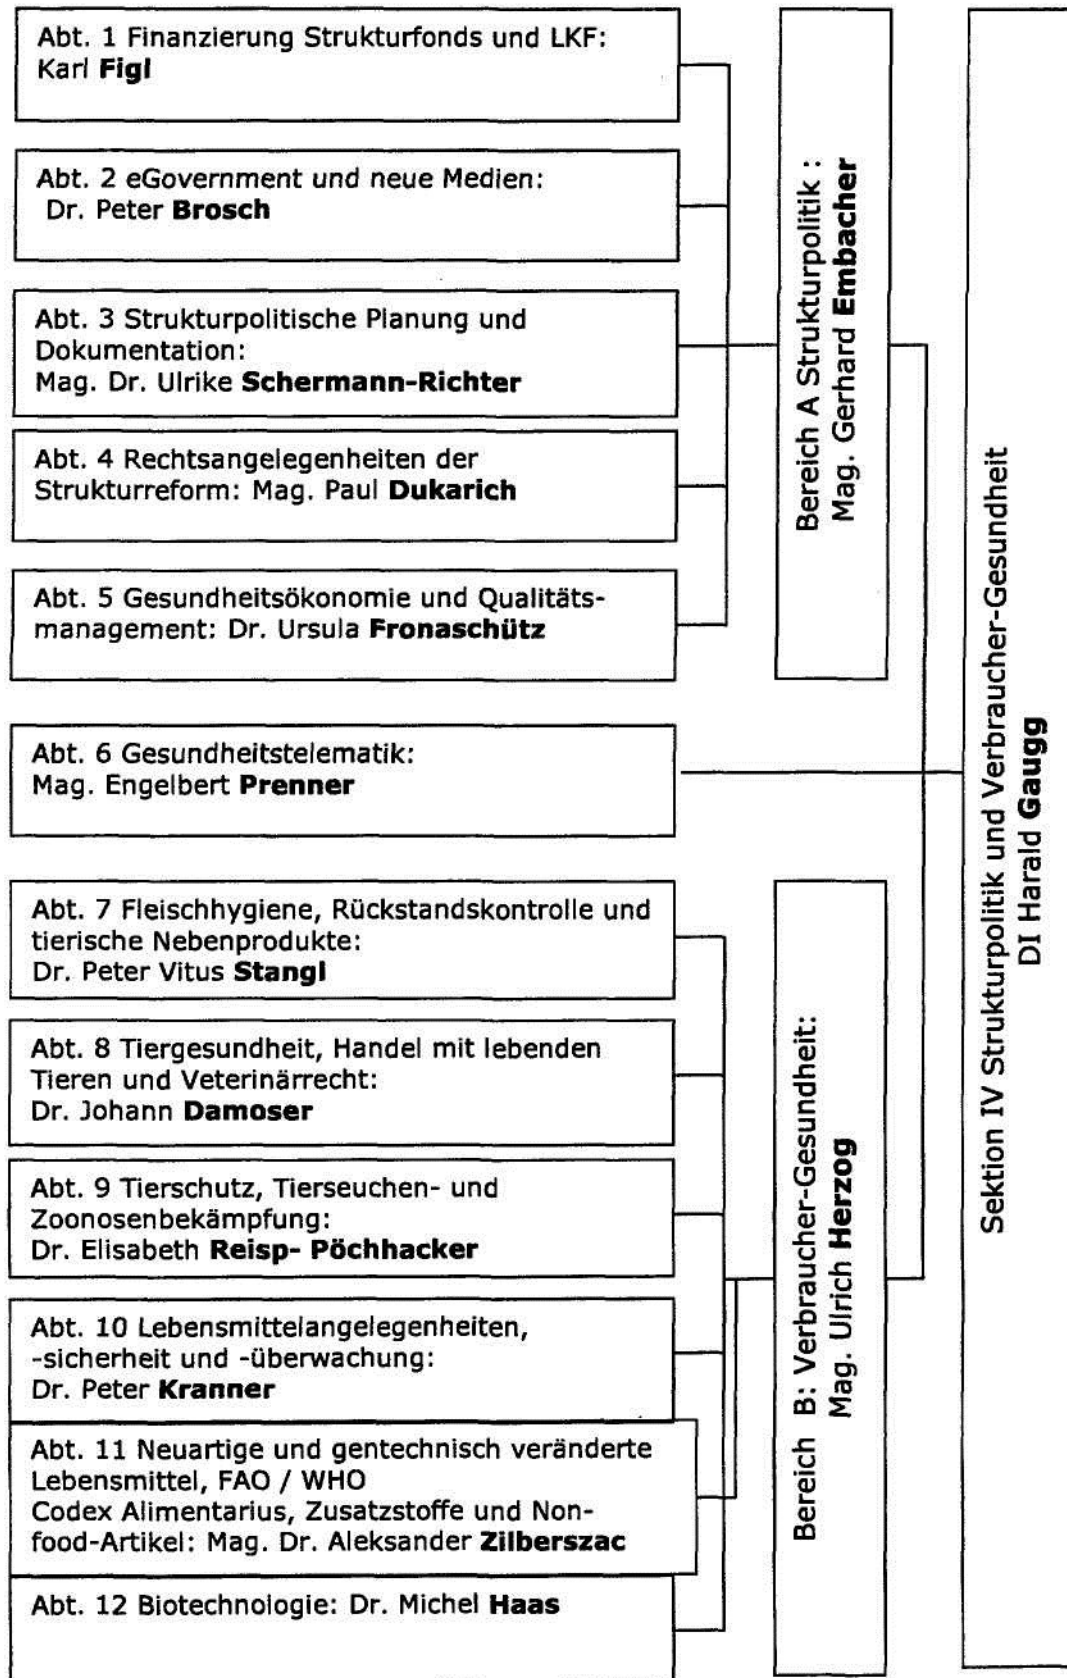 Abt. 1 Finanzierung Strukturfonds und LKF:
Karl Figl
Abt. 2 eGovernment und neue Medien:
Dr. Peter Brosch
Abt. 3 Strukturpolitische Planung und
Dokumentation:
Mag. Dr. Ulrike Schermann-Richter
Abt. 4 Rechtsangelegenheiten der
Strukturreform: Mag. Paul Dukarich
Abt. 5 Gesundheitsökonomie und Qualitäts-
management: Dr. Ursula Fronaschütz
Abt. 6 Gesundheitstelematik:
Mag. Engelbert Prenner
Abt. 7 Fleischhygiene, Rückstandskontrolle und
tierische Nebenprodukte:
Dr. Peter Vitus Stangl
Abt. 8 Tiergesundheit, Handel mit lebenden
Tieren und Veterinärrecht:
Dr. Johann Damoser
Abt. 9 Tierschutz, Tierseuchen- und
Zoonosenbekämpfung:
Dr. Elisabeth Reisp- Pöchhacker
Abt. 10 Lebensmittelangelegenheiten,
-sicherheit und -überwachung:
Dr. Peter Kranner
Abt. 11 Neuartige und gentechnisch veränderte
Lebensmittel, FAO / WHO
Codex Alimentarius, Zusatzstoffe und Non-
food-Artikel: Mag. Dr. Aleksander Zilberszac
Abt. 12 Biotechnologie: Dr. Michel Haas
Bereich A Strukturpolitik :
Mag. Gerhard Embacher
Bereich B: Verbraucher-Gesundheit:
Mag. Ulrich Herzog
Sektion IV Strukturpolitik und Verbraucher-Gesundheit
DI Harald Gaugg